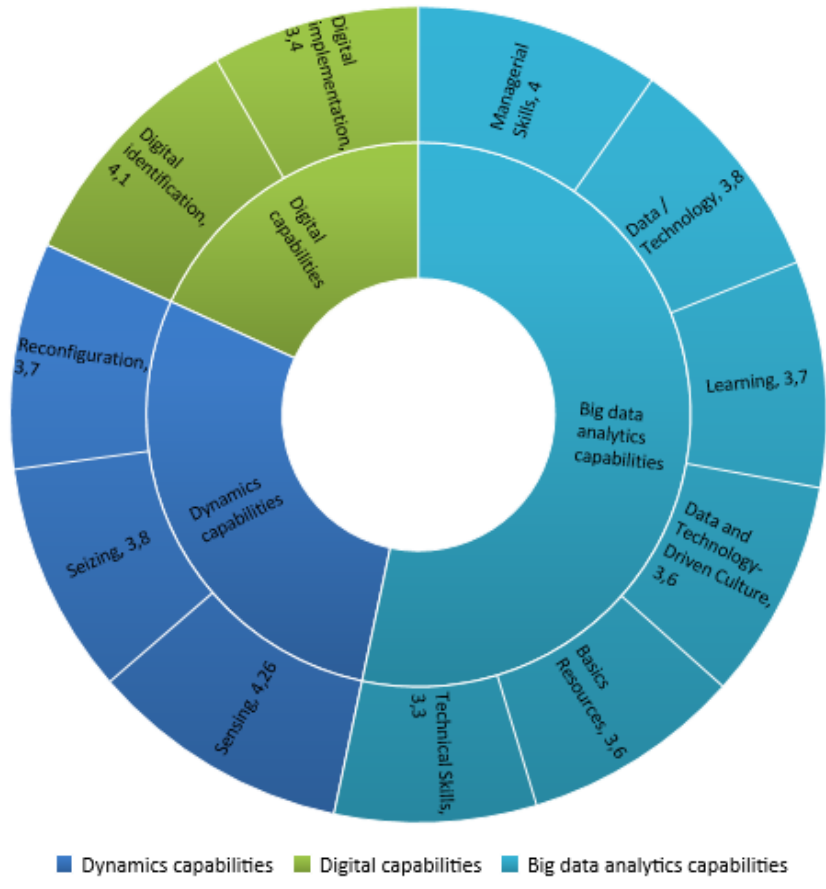 Managerial
Skills, 4
Data /
Technology, 3,8
Learning, 3,7
Data and
Technology-
Driven Culture,
3,6
Basics
Resources, 3,6
Technical Skills,
3,3
Sensing, 4,26
Seizing, 3,8
Reconfiguration,
3,7
Digital
identification,
4,1
Digital
implementation,
3,4
Big data
analytics
capabilities
Dynamics
capabilities
Digital
capabilities
Dynamics capabilities
Digital capabilities
Big data analytics capabilities